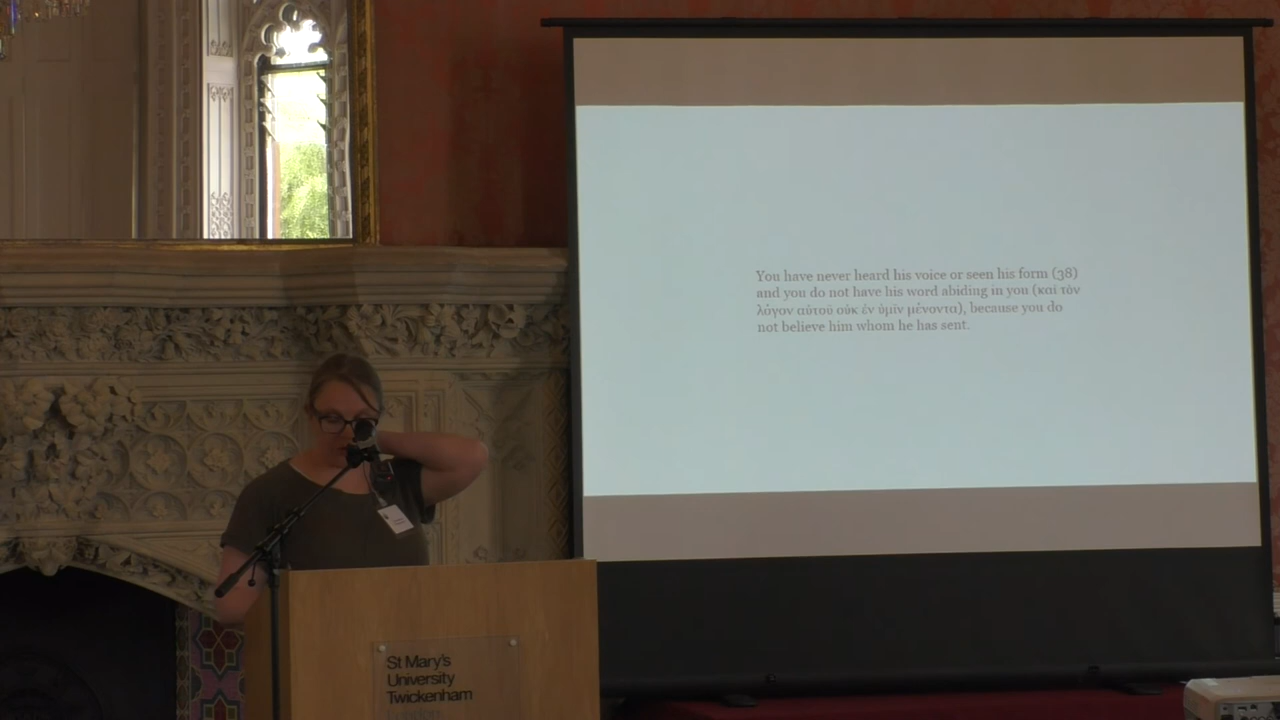 You have never heard his voice or seen his form (38)
and you do not have his word abiding in you (καὶ τὸν
λόγον αὐτοῦ οὐκ ἐν ὑμῖν μένοντα), because you do
not believe him whom he has sent.
St Mary's
University
Twickenham
London